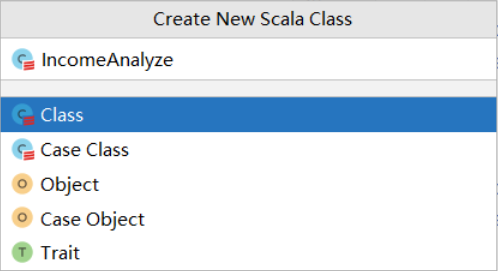 Create New Scala Class
IncomeAnalyze
Class
Case Class
Object
Case Object
Trait